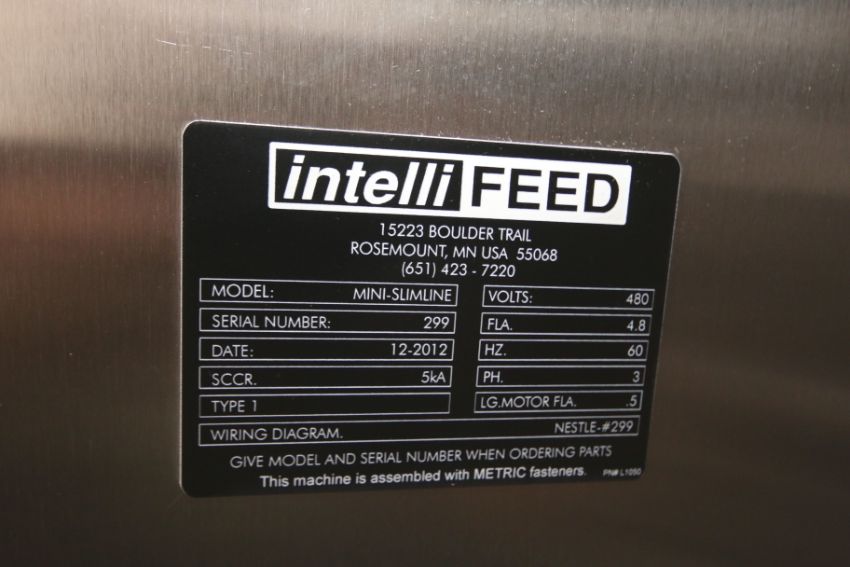 intelli FEED
15223 BOULDER TRAIL
ROSEMOUNT, MN USA 55068
(651) 423 - 7220
MODEL: MINI-SLIMLINE
VOLTS: 480
SERIAL NUMBER: 299
FLA. 4.8
DATE: 12-2012
HZ. 60
SCCR. 5kA
PH. 3
TYPE 1
LG.MOTOR FLA. .5
WIRING DIAGRAM. NESTLE-#299
GIVE MODEL AND SERIAL NUMBER WHEN ORDERING PARTS
This machine is assembled with METRIC fasteners. PN# L1050